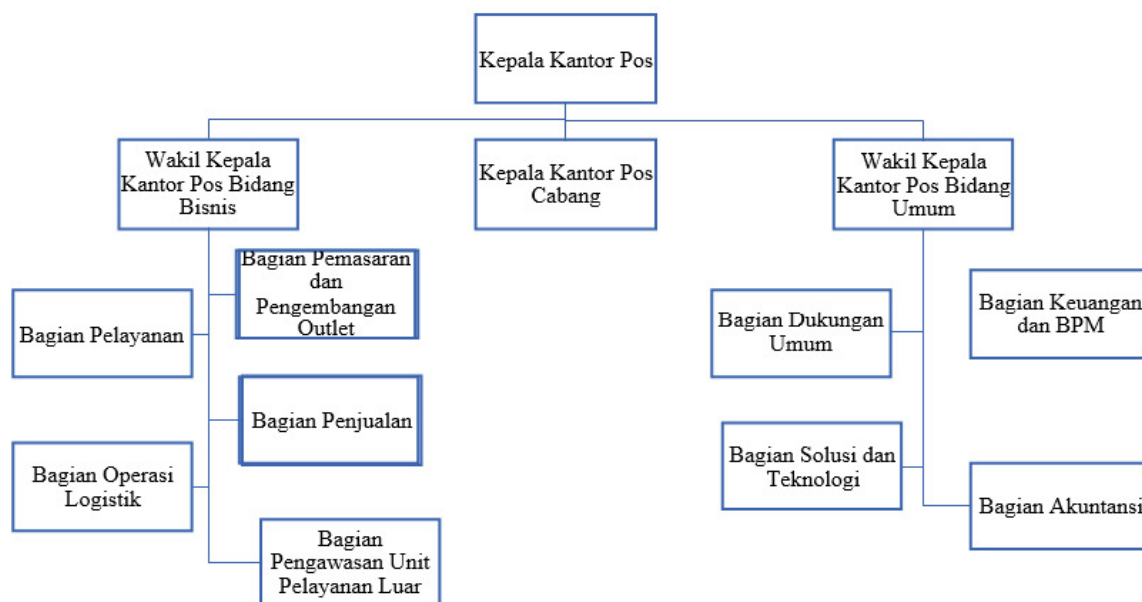 Kepala Kantor Pos
Wakil Kepala
Kantor Pos Bidang
Bisnis
Kepala Kantor Pos
Cabang
Wakil Kepala
Kantor Pos Bidang
Umum
Bagian Pemasaran
dan
Pengembangan
Outlet
Bagian Pelayanan
Bagian Penjualan
Bagian Operasi
Logistik
Bagian
Pengawasan Unit
Pelayanan Luar
Bagian Dukungan
Umum
Bagian Keuangan
dan BPM
Bagian Solusi dan
Teknologi
Bagian Akuntansi